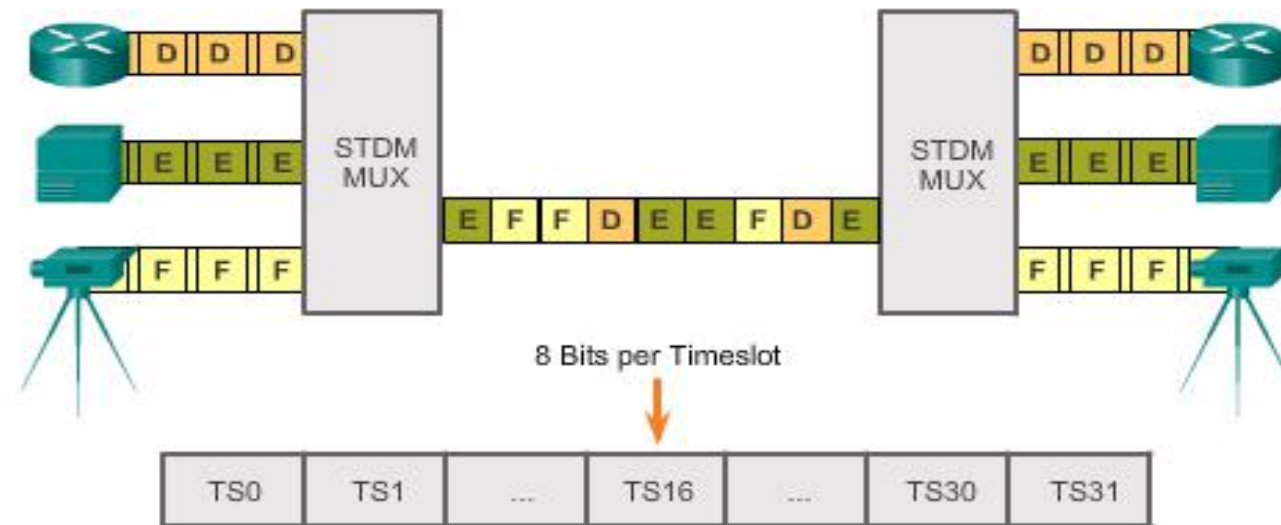 D D D
D D D
STDM
MUX
STDM
MUX
E E E
E E E
E F F D E E F D E
F F F
F F F
8 Bits per Timeslot
TS0 TS1 ... TS16 ... TS30 TS31